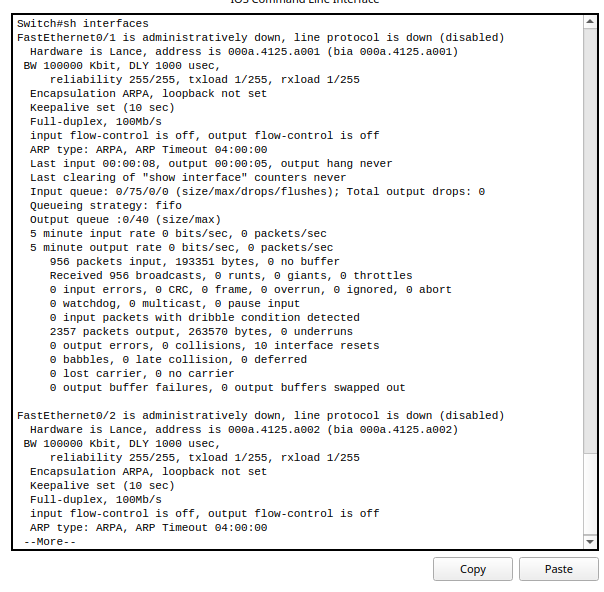 IOS Command Line Interface
Switch#sh interfaces
FastEthernet0/1 is administratively down, line protocol is down (disabled)
Hardware is Lance, address is 000a.4125.a001 (bia 000a.4125.a001)
BW 100000 Kbit, DLY 1000 usec,
reliability 255/255, txload 1/255, rxload 1/255
Encapsulation ARPA, loopback not set
Keepalive set (10 sec)
Full-duplex, 100Mb/s
input flow-control is off, output flow-control is off
ARP type: ARPA, ARP Timeout 04:00:00
Last input 00:00:08, output 00:00:05, output hang never
Last clearing of "show interface" counters never
Input queue: 0/75/0/0 (size/max/drops/flushes); Total output drops: 0
Queueing strategy: fifo
Output queue :0/40 (size/max)
5 minute input rate 0 bits/sec, 0 packets/sec
5 minute output rate 0 bits/sec, 0 packets/sec
956 packets input, 193351 bytes, 0 no buffer
Received 956 broadcasts, 0 runts, 0 giants, 0 throttles
0 input errors, 0 CRC, 0 frame, 0 overrun, 0 ignored, 0 abort
0 watchdog, 0 multicast, 0 pause input
0 input packets with dribble condition detected
2357 packets output, 263570 bytes, 0 underruns
0 output errors, 0 collisions, 10 interface resets
0 babbles, 0 late collision, 0 deferred
0 lost carrier, 0 no carrier
0 output buffer failures, 0 output buffers swapped out
FastEthernet0/2 is administratively down, line protocol is down (disabled)
Hardware is Lance, address is 000a.4125.a002 (bia 000a.4125.a002)
BW 100000 Kbit, DLY 1000 usec,
reliability 255/255, txload 1/255, rxload 1/255
Encapsulation ARPA, loopback not set
Keepalive set (10 sec)
Full-duplex, 100Mb/s
input flow-control is off, output flow-control is off
ARP type: ARPA, ARP Timeout 04:00:00
--More--
Copy
Paste